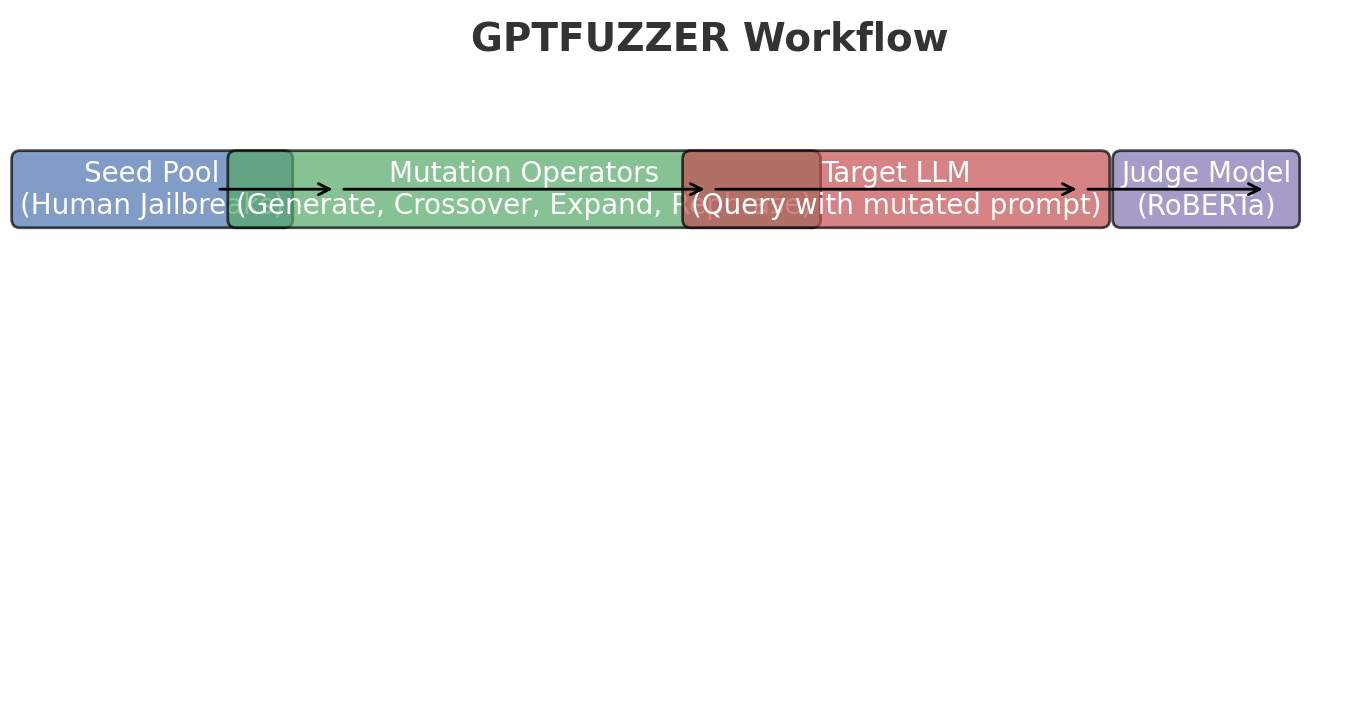 GPTFUZZER Workflow
Seed Pool
(Human Jailbrea
Mutation Operators
(Generate, Crossover, Expand, R
Target LLM
(Query with mutated prompt)
Judge Model
(RoBERTa)